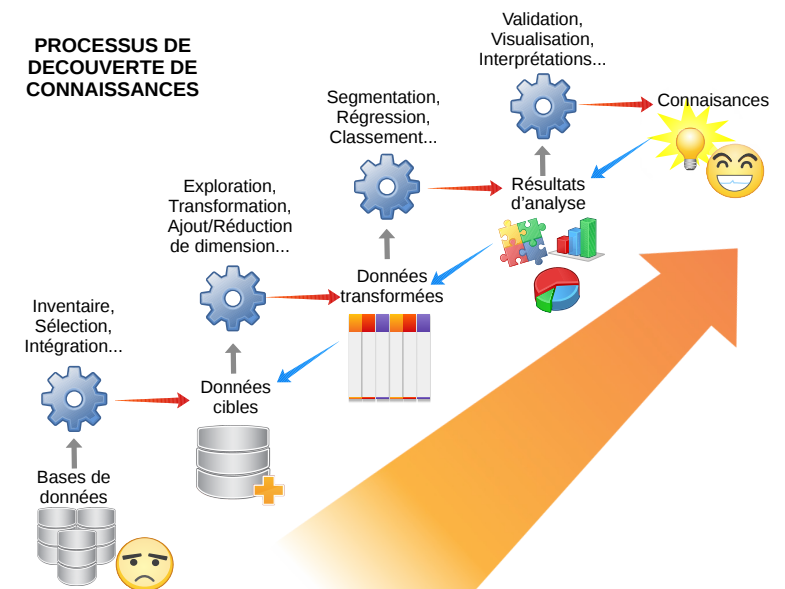 PROCESSUS DE
DECOUVERTE DE
CONNAISSANCES
Validation,
Visualisation,
Interprétations...
Connaisances
Segmentation,
Régression,
Classement...
Résultats
d’analyse
Exploration,
Transformation,
Ajout/Réduction
de dimension...
Données
transformées
Inventaire,
Sélection,
Intégration...
Données
cibles
Bases de
données